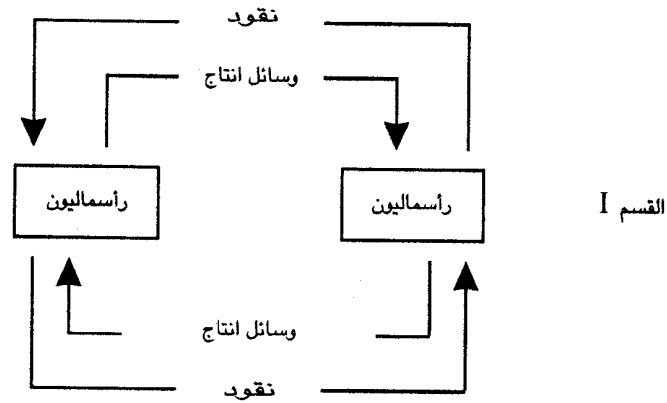 نقود
وسائل انتاج
القسم I
رأسماليون
رأسماليون
وسائل انتاج
نقود